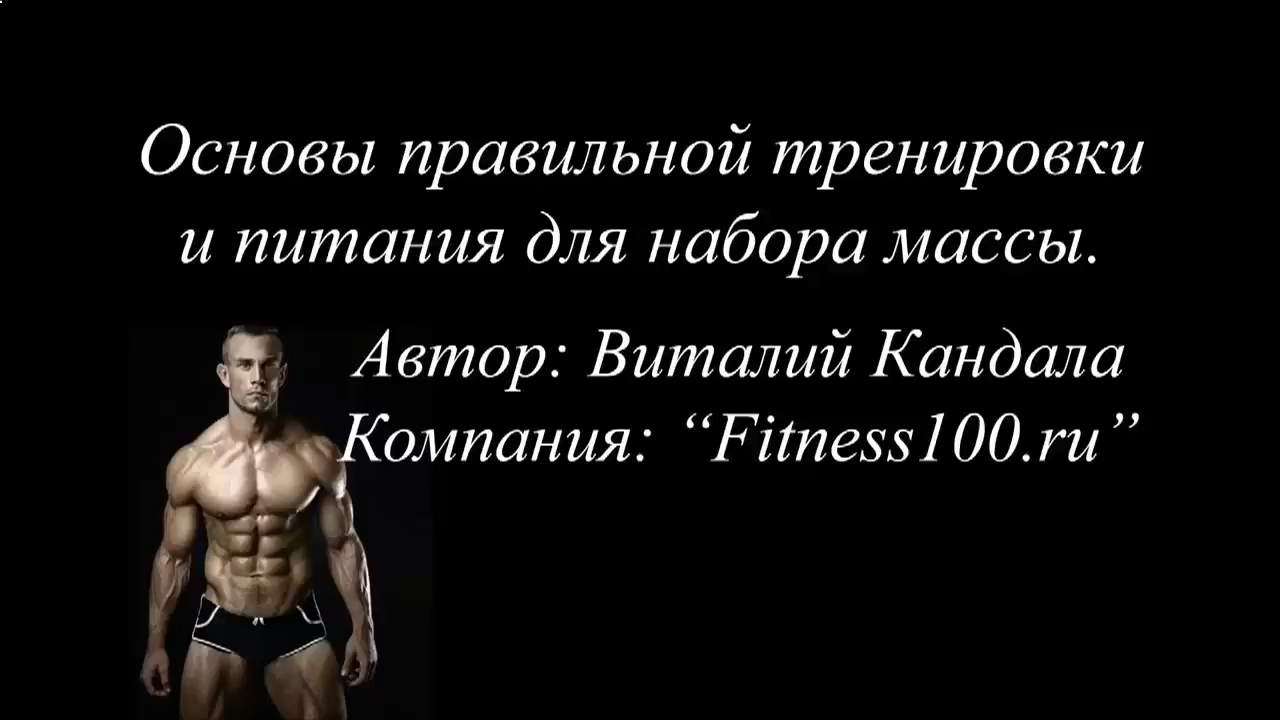 Основы правильной тренировки
и питания для набора массы.
Автор: Виталий Кандала
Компания: “Fitness100.ru”